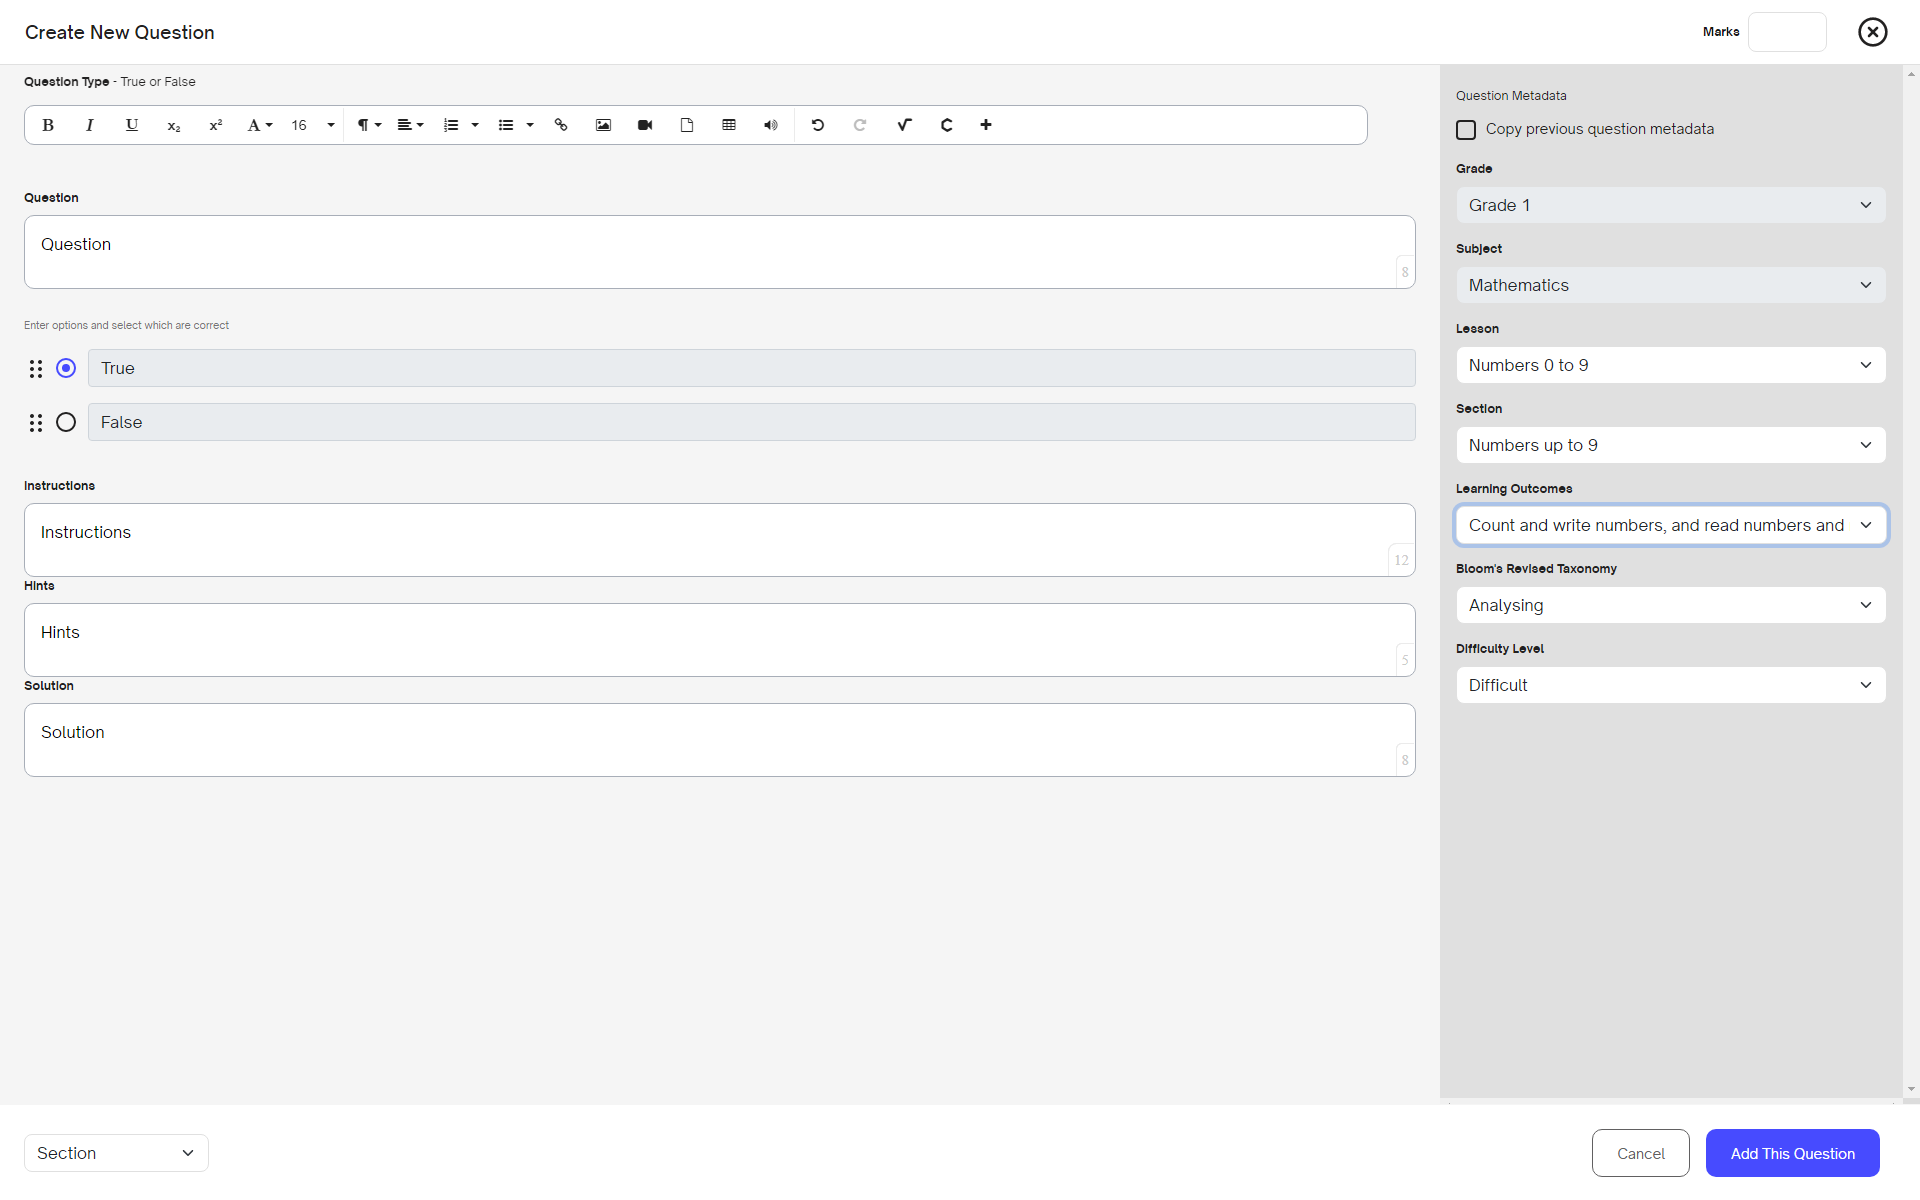 Create New Question
Marks
Question Type - True or False
B I U x₂ x² A 16
Question
Question
8
Enter options and select which are correct
True
False
Instructions
Instructions
12
Hints
Hints
5
Solution
Solution
8
Question Metadata
Copy previous question metadata
Grade
Grade 1
Subject
Mathematics
Lesson
Numbers 0 to 9
Section
Numbers up to 9
Learning Outcomes
Count and write numbers, and read numbers and
Bloom's Revised Taxonomy
Analysing
Difficulty Level
Difficult
Section
Cancel
Add This Question